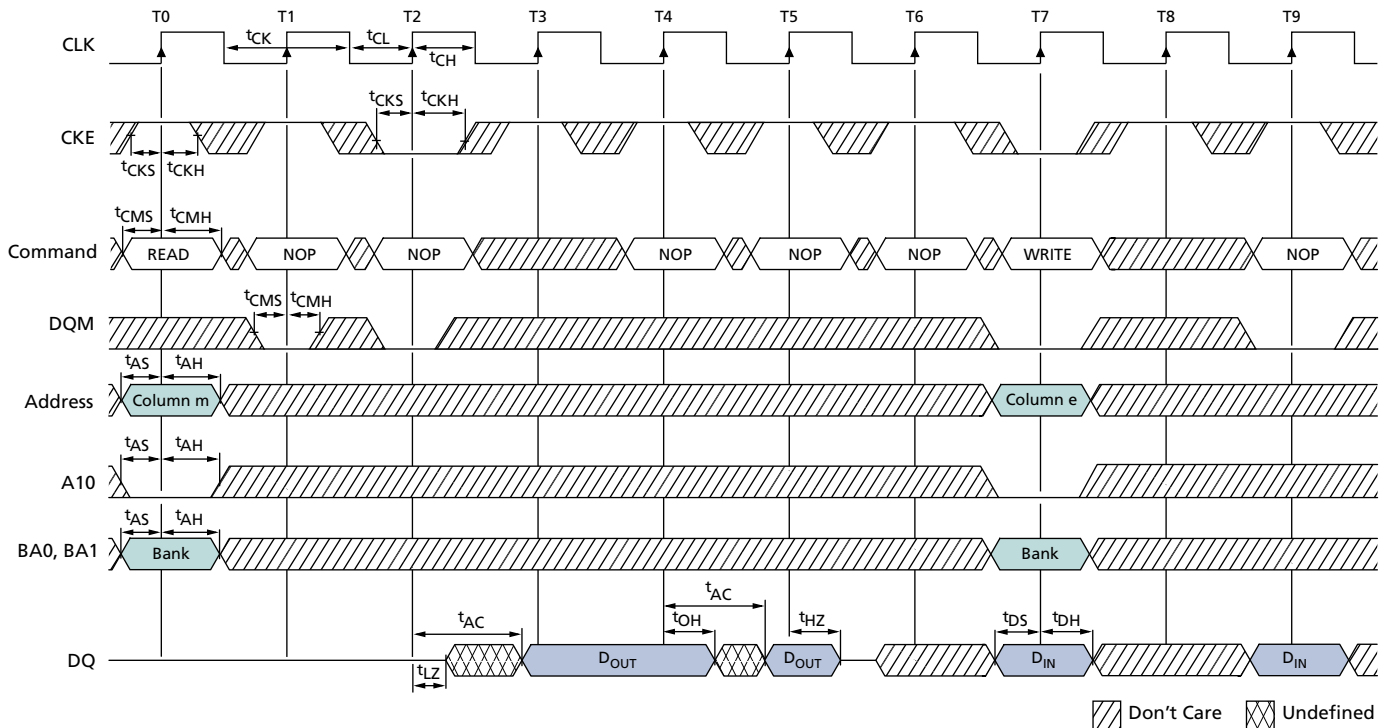 T0 T1 T2 T3 T4 T5 T6 T7 T8 T9
CLK tCK tCL tCH
tCKS tCKH
CKE
tCKS tCKH
tCMS tCMH
Command READ NOP NOP NOP NOP NOP WRITE NOP
tCMS tCMH
DQM
tAS tAH
Address Column m Column e
tAS tAH
A10
tAS tAH
BA0, BA1 Bank Bank
tAC tAC
tOH tHZ tDS tDH
DQ DOUT DOUT DIN DIN
tLZ
Don't Care Undefined